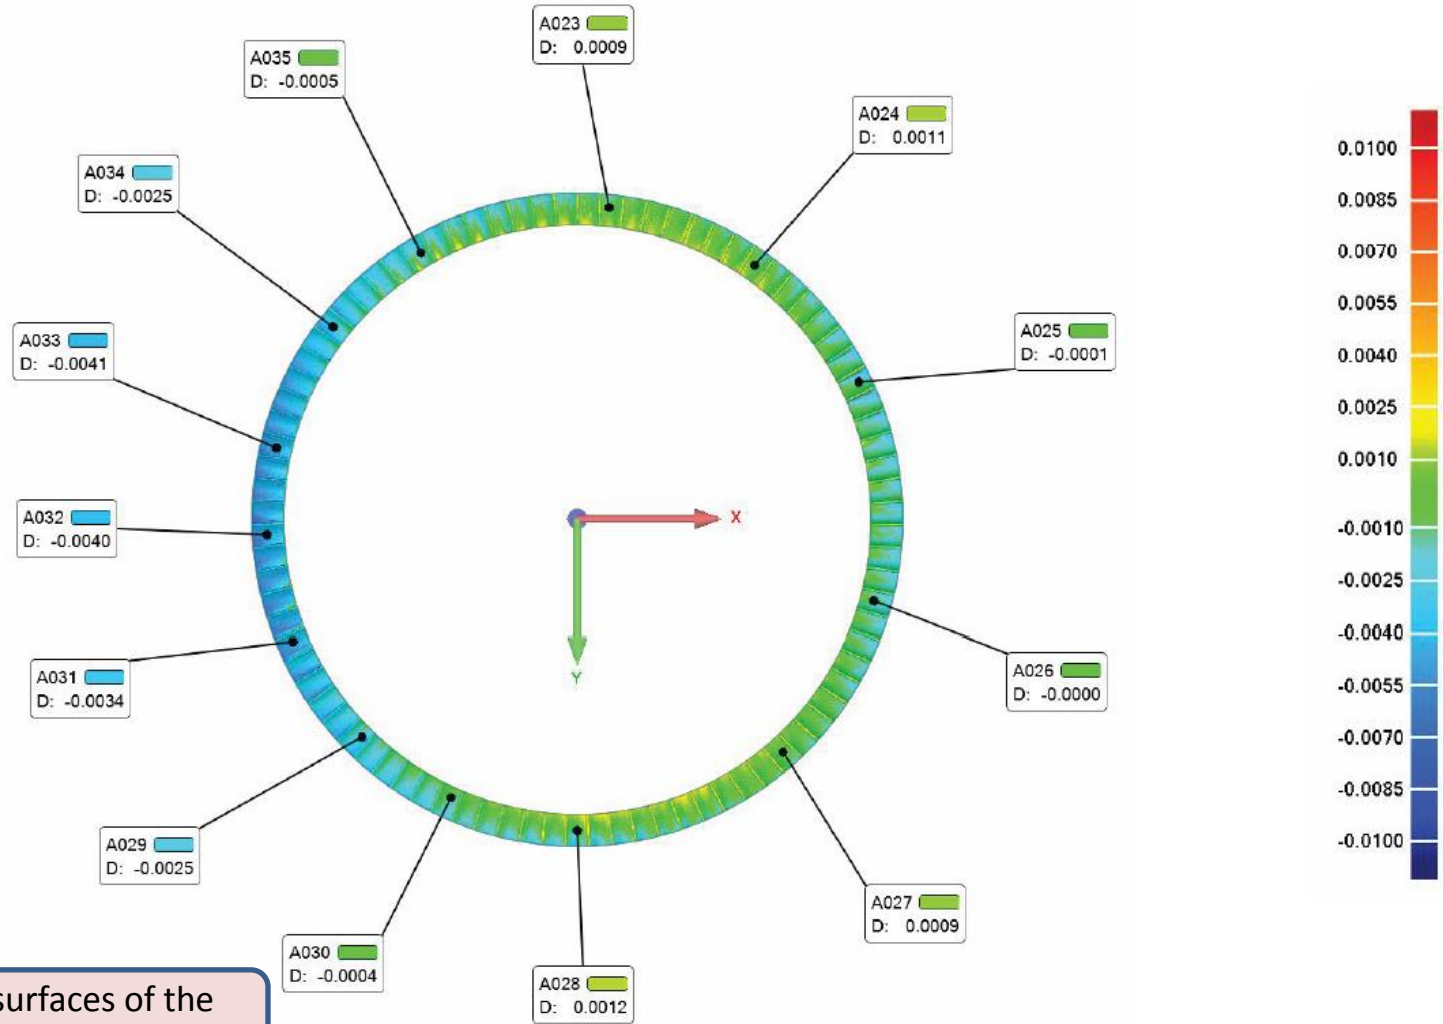 A023
D: 0.0009
A035
D: -0.0005
A024
D: 0.0011
A034
D: -0.0025
A025
D: -0.0001
A033
D: -0.0041
A032
D: -0.0040
X
Y
A026
D: -0.0000
A031
D: -0.0034
A029
D: -0.0025
A027
D: 0.0009
A030
D: -0.0004
A028
D: 0.0012
0.0100
0.0085
0.0070
0.0055
0.0040
0.0025
0.0010
-0.0010
-0.0025
-0.0040
-0.0055
-0.0070
-0.0085
-0.0100
surfaces of the